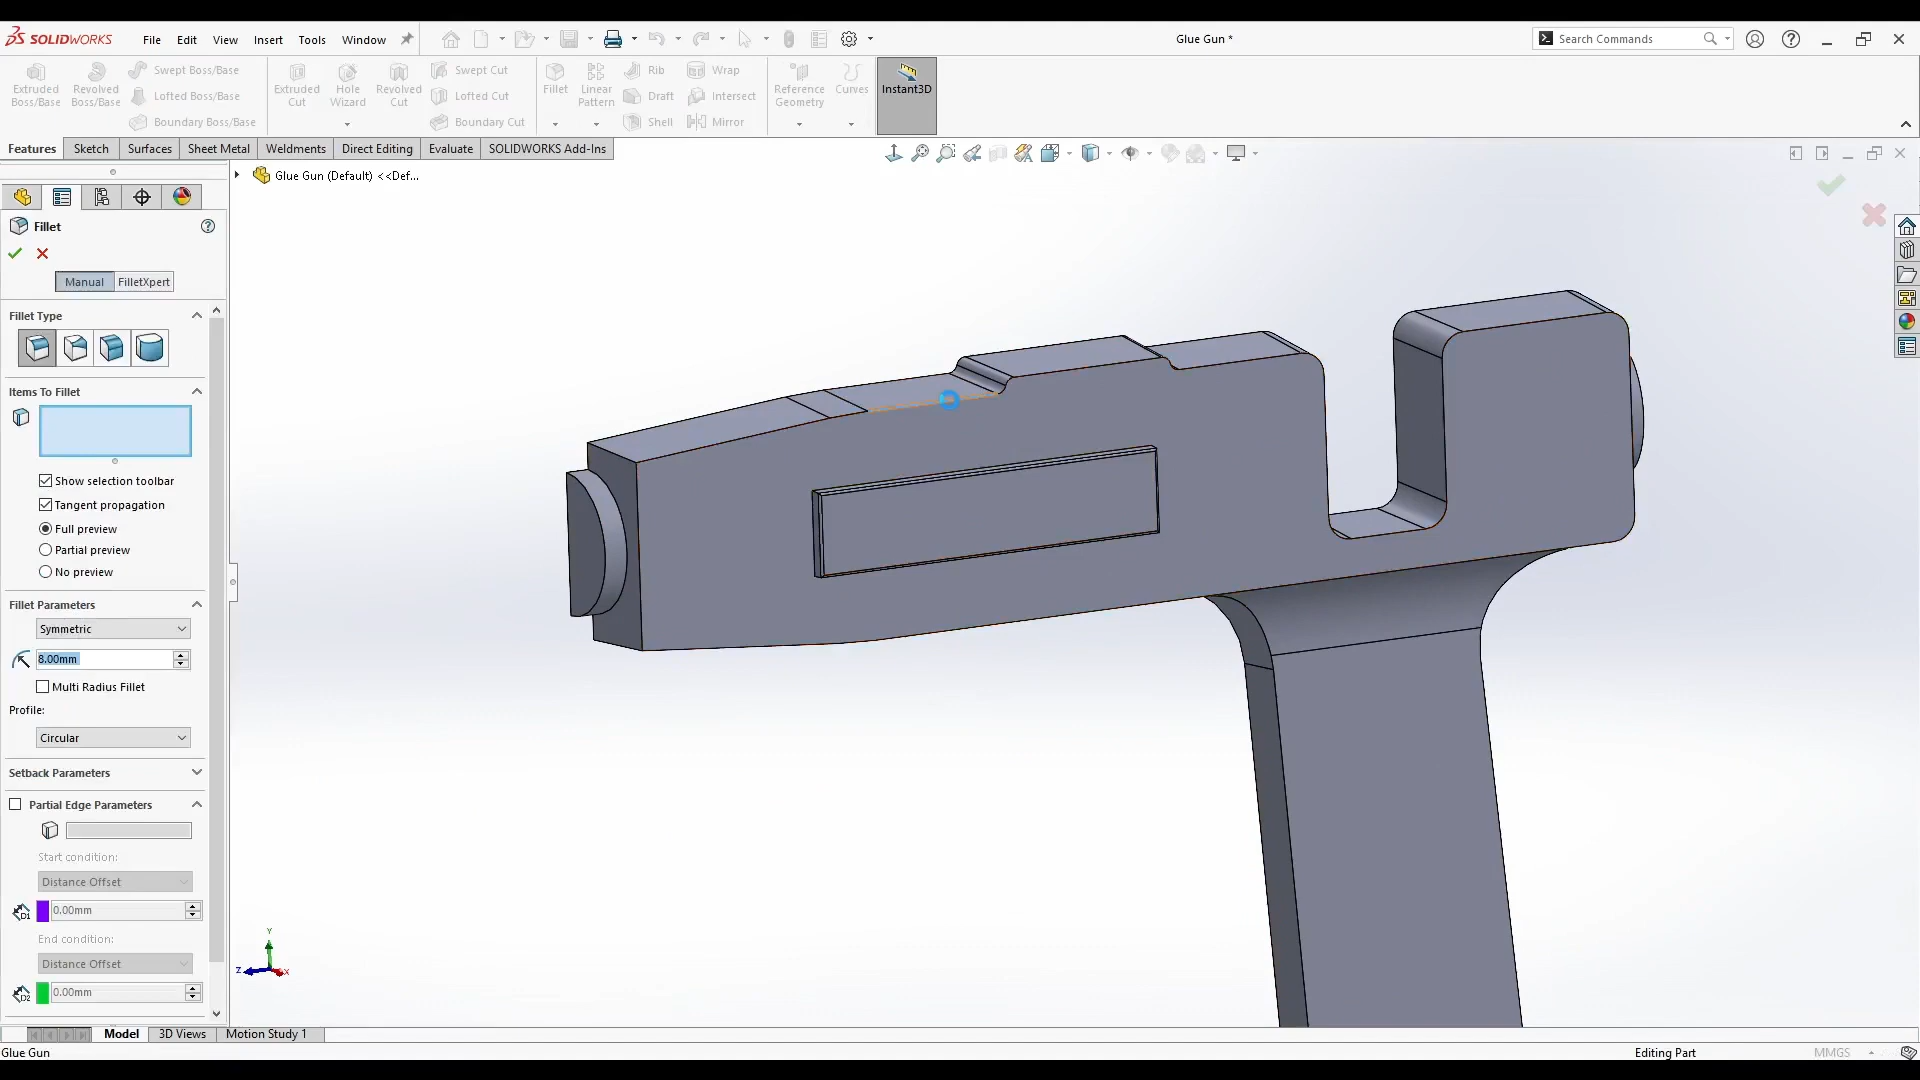 SOLIDWORKS File Edit View Insert Tools Window
Glue Gun *
Search Commands
Extruded Boss/Base
Revolved Boss/Base
Swept Boss/Base
Lofted Boss/Base
Boundary Boss/Base
Extruded Cut
Hole Wizard
Revolved Cut
Swept Cut
Lofted Cut
Boundary Cut
Fillet
Linear Pattern
Rib
Draft
Shell
Wrap
Intersect
Mirror
Reference Geometry
Curves
Instant3D
Features Sketch Surfaces Sheet Metal Weldments Direct Editing Evaluate SOLIDWORKS Add-Ins
Glue Gun (Default) <<Def...
Fillet
Manual FilletXpert
Fillet Type
Items To Fillet
Show selection toolbar
Tangent propagation
Full preview
Partial preview
No preview
Fillet Parameters
Symmetric
8.00mm
Multi Radius Fillet
Profile:
Circular
Setback Parameters
Partial Edge Parameters
Start condition:
Distance Offset
D1 0.00mm
End condition:
Distance Offset
D2 0.00mm
Y
Z X
Model 3D Views Motion Study 1
Glue Gun
Editing Part
MMGS